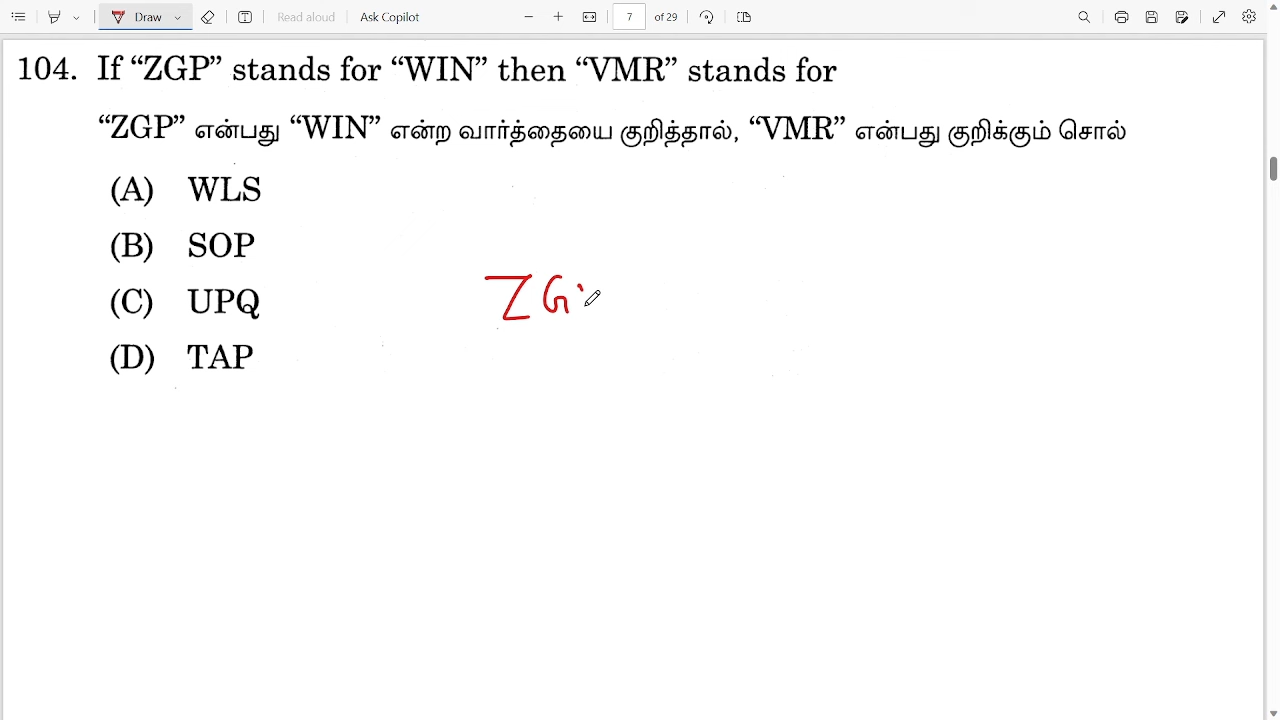 Draw
Read aloud
Ask Copilot
7
of 29
104. If “ZGP” stands for “WIN” then “VMR” stands for
“ZGP” என்பது “WIN” என்ற வார்த்தையை குறித்தால், “VMR” என்பது குறிக்கும் சொல்
(A) WLS
(B) SOP
(C) UPQ
(D) TAP
ZG